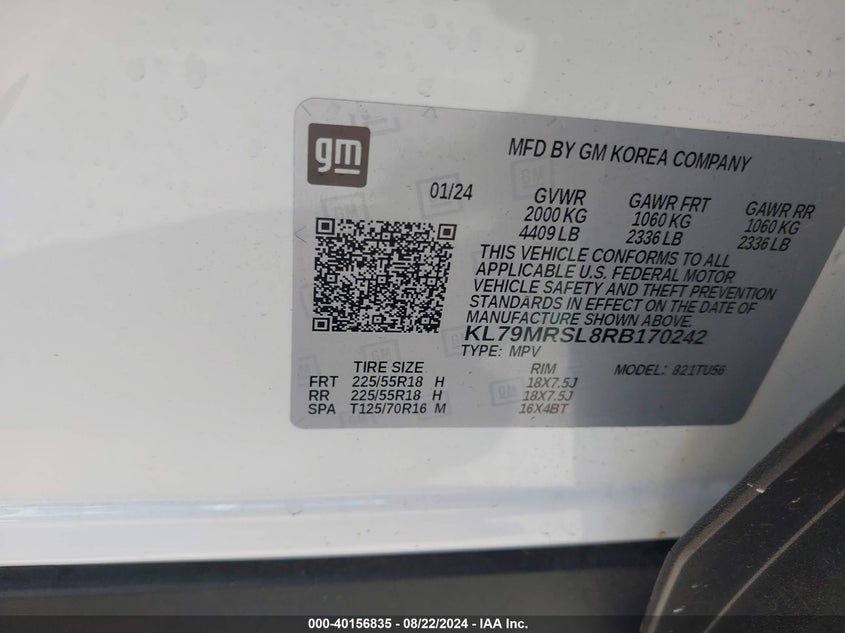 gm
MFD BY GM KOREA COMPANY
01/24 GVWR GAWR FRT GAWR RR
2000 KG 1060 KG 1060 KG
4409 LB 2336 LB 2336 LB
THIS VEHICLE CONFORMS TO ALL
APPLICABLE U.S. FEDERAL MOTOR
VEHICLE SAFETY AND THEFT PREVENTION
STANDARDS IN EFFECT ON THE DATE OF
MANUFACTURE SHOWN ABOVE.
KL79MRSL8RB170242
TYPE: MPV MODEL: 821TU56
TIRE SIZE RIM
FRT 225/55R18 H 18X7.5J
RR 225/55R18 H 18X7.5J
SPA T125/70R16 M 16X4BT
000-40156835 - 08/22/2024 - IAA Inc.